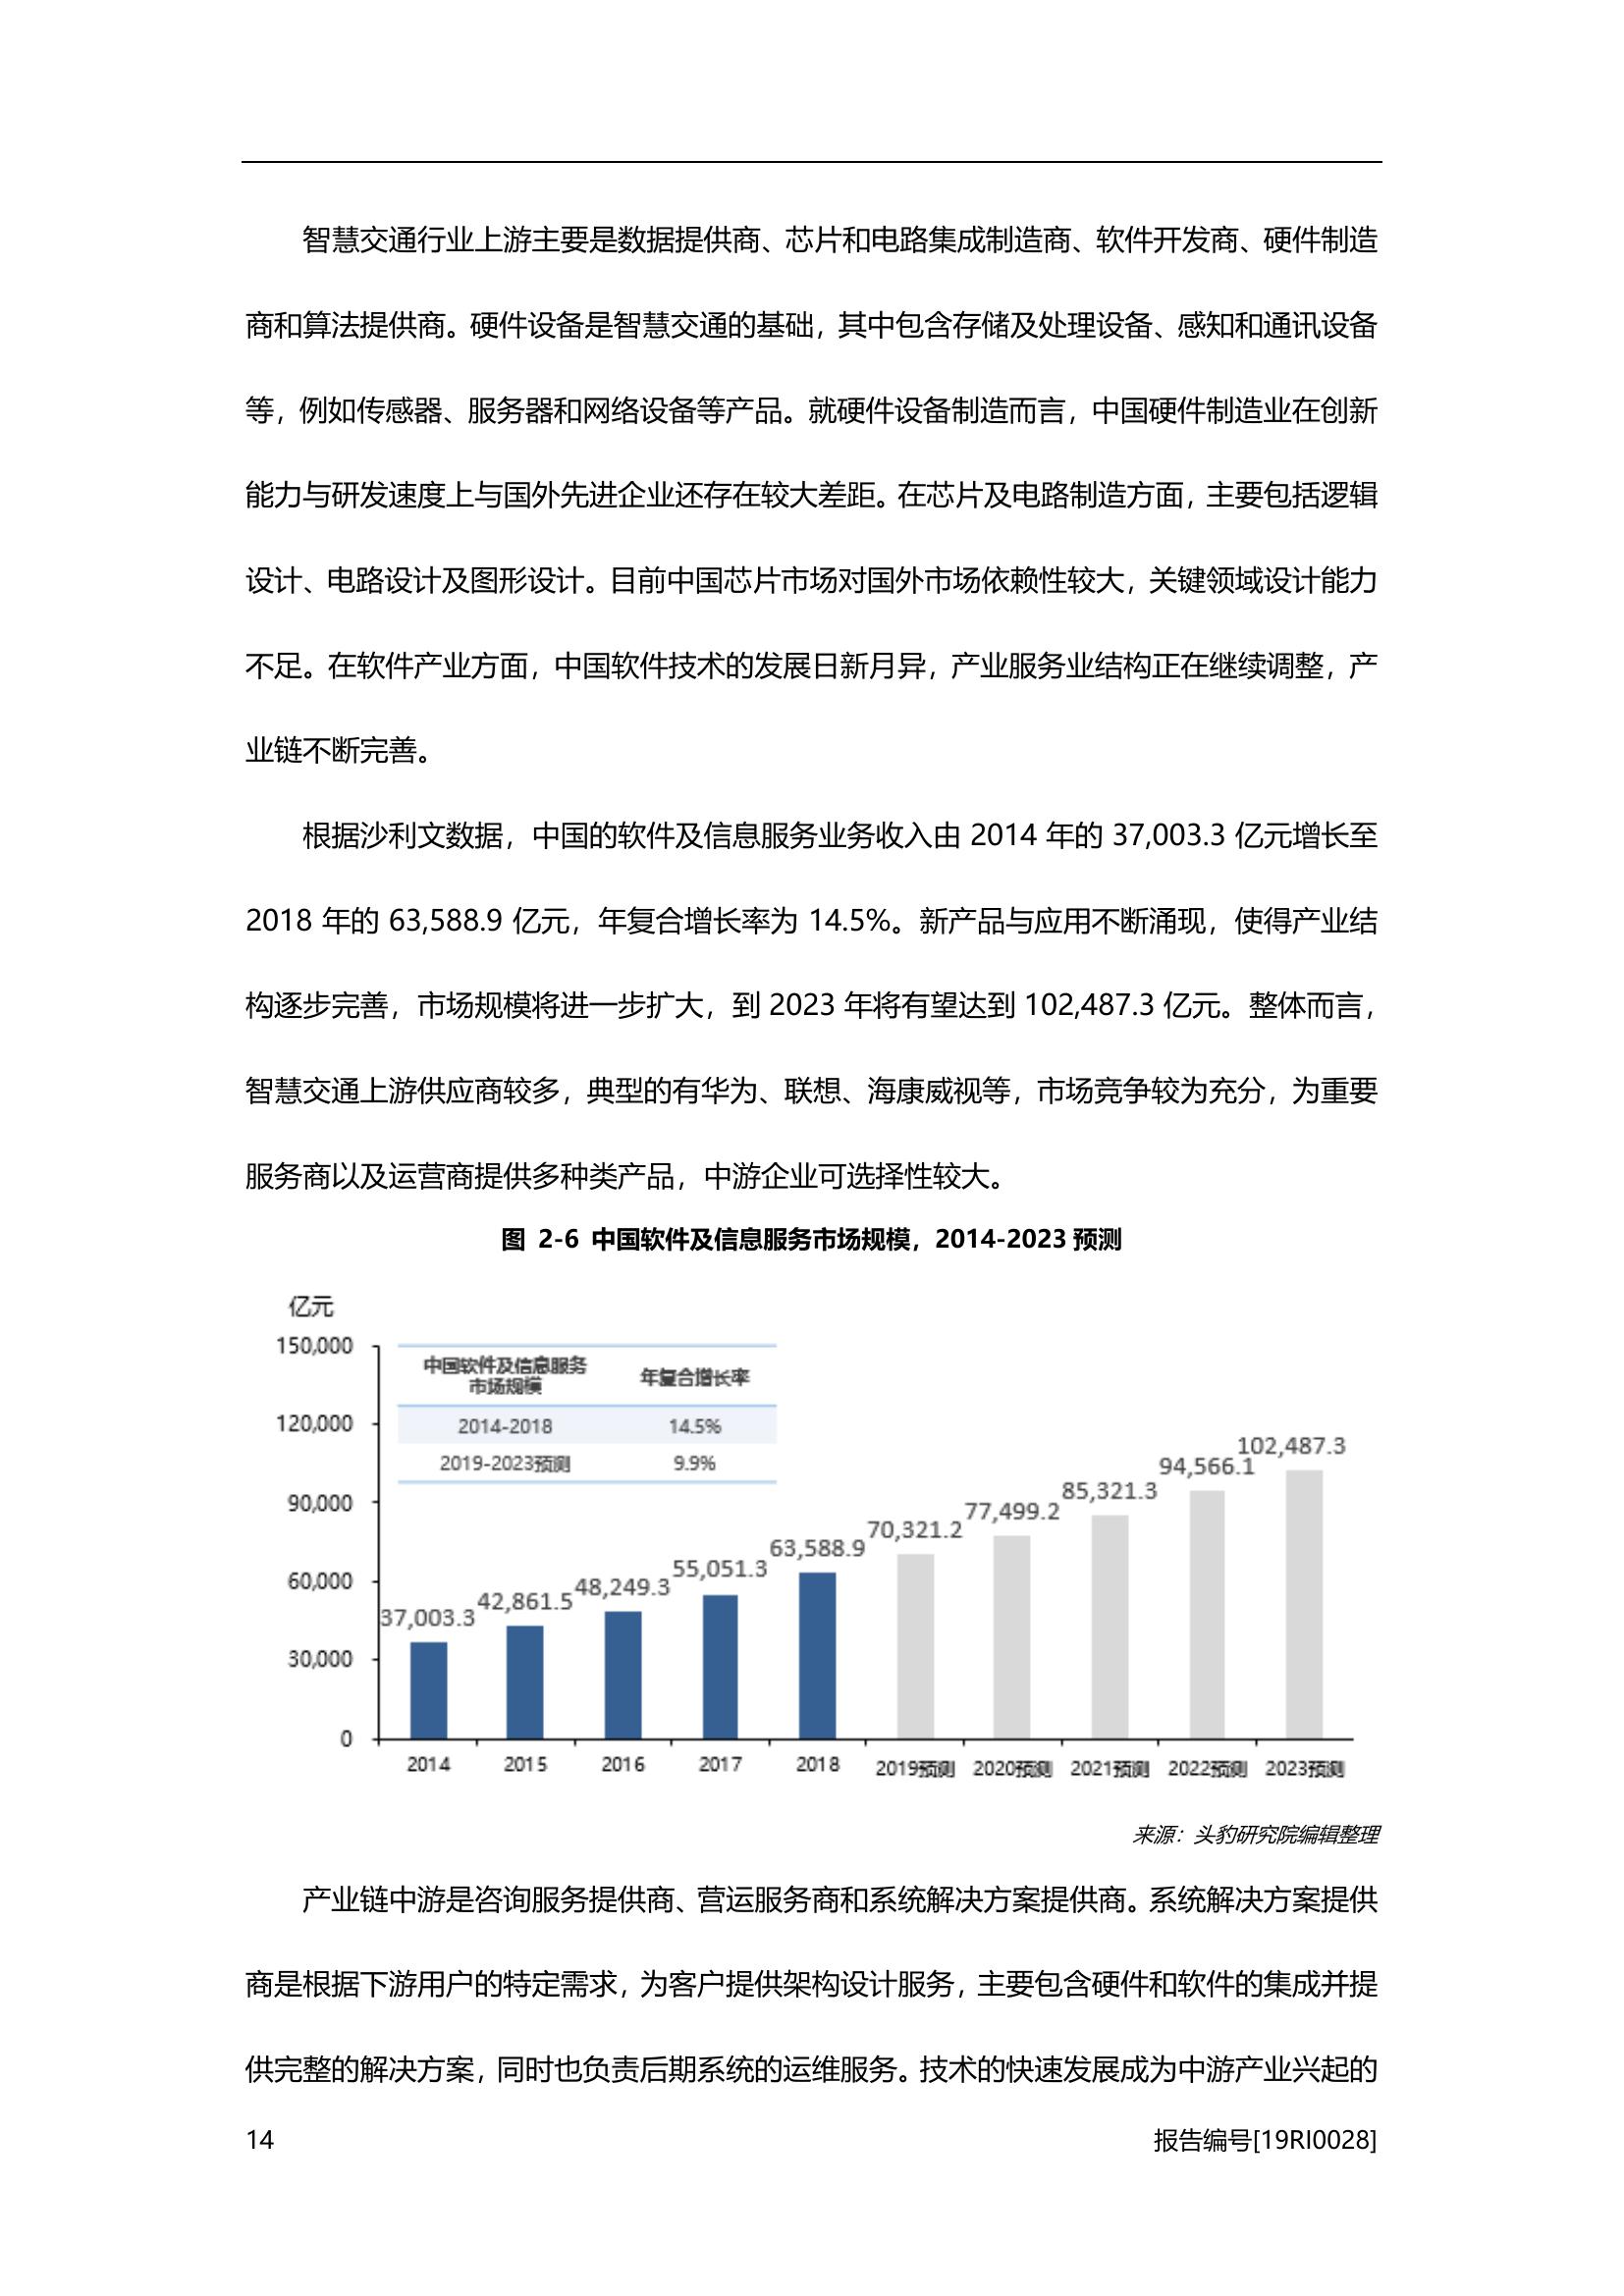 智慧交通行业上游主要是数据提供商、芯片和电路集成制造商、软件开发商、硬件制造
商和算法提供商。硬件设备是智慧交通的基础，其中包含存储及处理设备、感知和通讯设备
等，例如传感器、服务器和网络设备等产品。就硬件设备制造而言，中国硬件制造业在创新
能力与研发速度上与国外先进企业还存在较大差距。在芯片及电路制造方面，主要包括逻辑
设计、电路设计及图形设计。目前中国芯片市场对国外市场依赖性较大，关键领域设计能力
不足。在软件产业方面，中国软件技术的发展日新月异，产业服务业结构正在继续调整，产
业链不断完善。
根据沙利文数据，中国的软件及信息服务业务收入由 2014 年的 37,003.3 亿元增长至
2018 年的 63,588.9 亿元，年复合增长率为 14.5%。新产品与应用不断涌现，使得产业结
构逐步完善，市场规模将进一步扩大，到 2023 年将有望达到 102,487.3 亿元。整体而言，
智慧交通上游供应商较多，典型的有华为、联想、海康威视等，市场竞争较为充分，为重要
服务商以及运营商提供多种类产品，中游企业可选择性较大。
图 2-6 中国软件及信息服务市场规模，2014-2023 预测
亿元
150,000
120,000
90,000
60,000
30,000
0
中国软件及信息服务
市场规模
年复合增长率
2014-2018 14.5%
2019-2023预测 9.9%
37,003.3
42,861.5
48,249.3
55,051.3
63,588.9
70,321.2
77,499.2
85,321.3
94,566.1
102,487.3
2014 2015 2016 2017 2018 2019预测 2020预测 2021预测 2022预测 2023预测
来源：头豹研究院编辑整理
产业链中游是咨询服务提供商、营运服务商和系统解决方案提供商。系统解决方案提供
商是根据下游用户的特定需求，为客户提供架构设计服务，主要包含硬件和软件的集成并提
供完整的解决方案，同时也负责后期系统的运维服务。技术的快速发展成为中游产业兴起的
14 报告编号[19RI0028]